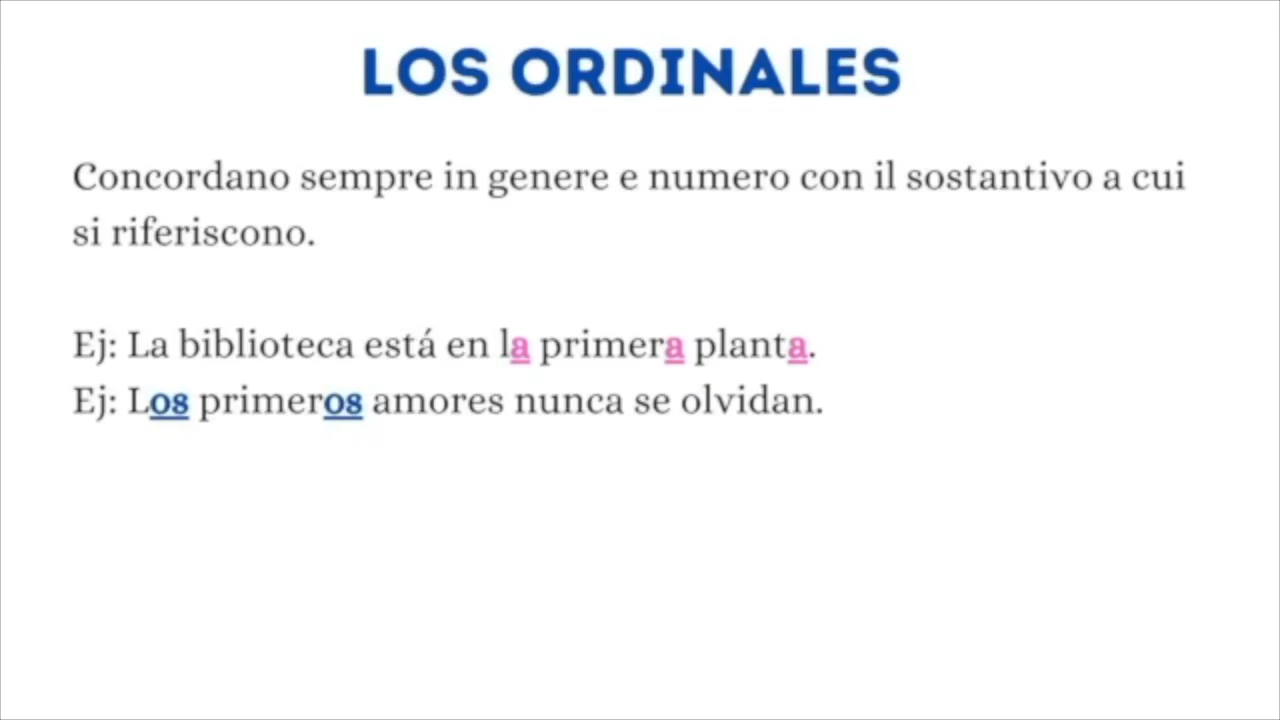 LOS ORDINALES
Concordano sempre in genere e numero con il sostantivo a cui
si riferiscono.
Ej: La biblioteca está en la primera planta.
Ej: Los primeros amores nunca se olvidan.